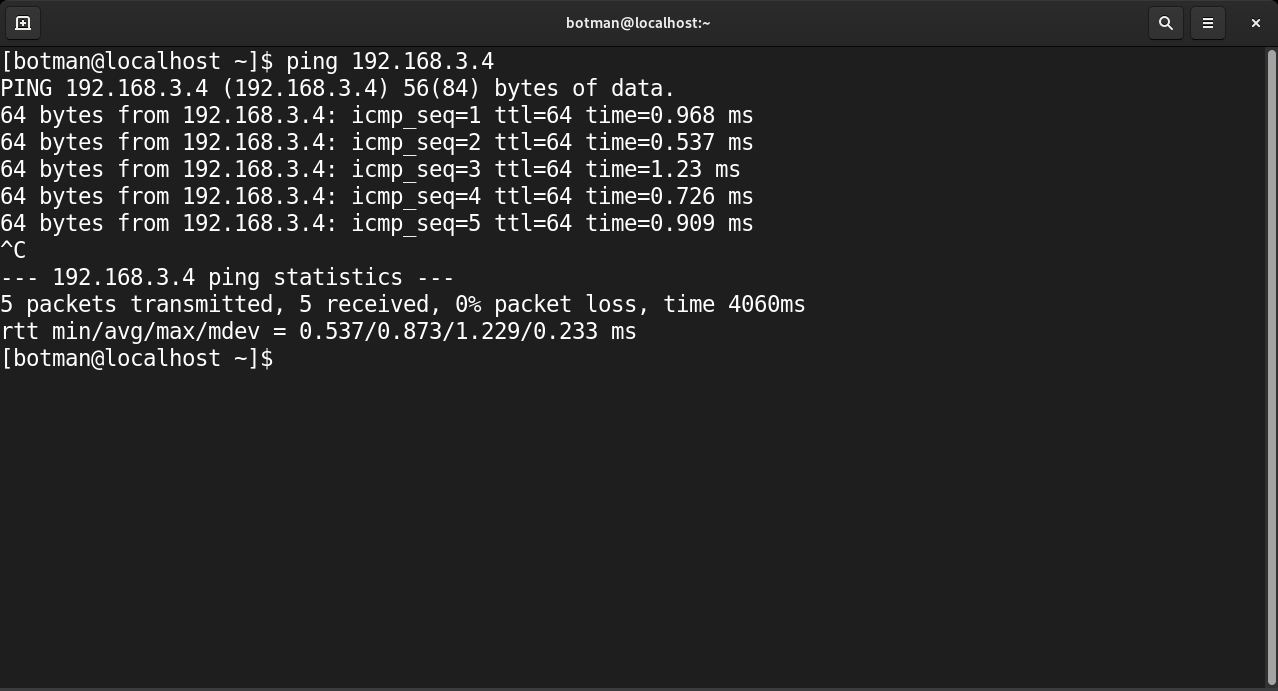 botman@localhost:~
[botman@localhost ~]$ ping 192.168.3.4
PING 192.168.3.4 (192.168.3.4) 56(84) bytes of data.
64 bytes from 192.168.3.4: icmp_seq=1 ttl=64 time=0.968 ms
64 bytes from 192.168.3.4: icmp_seq=2 ttl=64 time=0.537 ms
64 bytes from 192.168.3.4: icmp_seq=3 ttl=64 time=1.23 ms
64 bytes from 192.168.3.4: icmp_seq=4 ttl=64 time=0.726 ms
64 bytes from 192.168.3.4: icmp_seq=5 ttl=64 time=0.909 ms
^C
--- 192.168.3.4 ping statistics ---
5 packets transmitted, 5 received, 0% packet loss, time 4060ms
rtt min/avg/max/mdev = 0.537/0.873/1.229/0.233 ms
[botman@localhost ~]$